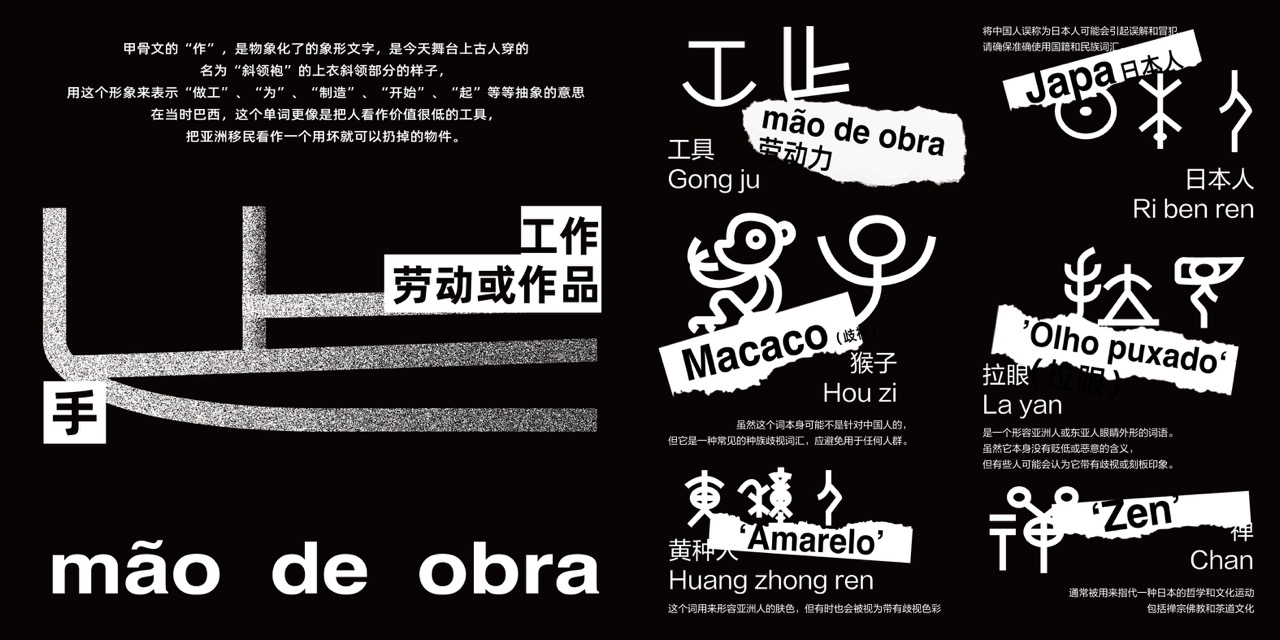 甲骨文的“作”，是物象化了的象形文字，是今天舞台上古人穿的
名为“斜领袍”的上衣斜领部分的样子，
用这个形象来表示“做工”、“为”、“制造”、“开始”、“起”等等抽象的意思
在当时巴西，这个单词更像是把人看作价值很低的工具，
把亚洲移民看作一个用坏就可以扔掉的物件。
工作
劳动或作品
手
mão de obra
mão de obra
劳动力
工具
Gong ju
将中国人误称为日本人可能会引起误解和冒犯
请确保准确使用国籍和民族词汇
Japa日本人
日本人
Ri ben ren
Macaco(歧视)
猴子
Hou zi
虽然这个词本身可能不是针对中国人的，
但它是一种常见的种族歧视词汇，应避免用于任何人群。
’Olho puxado‘
(拉眼)
拉眼
La yan
是一个形容亚洲人或东亚人眼睛外形的词语。
虽然它本身没有贬低或恶意的含义，
但有些人可能会认为它带有歧视或刻板印象。
‘Amarelo’
黄种人
Huang zhong ren
这个词用来形容亚洲人的肤色，但有时也会被视为带有歧视色彩
‘Zen’
禅
Chan
通常被用来指代一种日本的哲学和文化运动
包括禅宗佛教和茶道文化